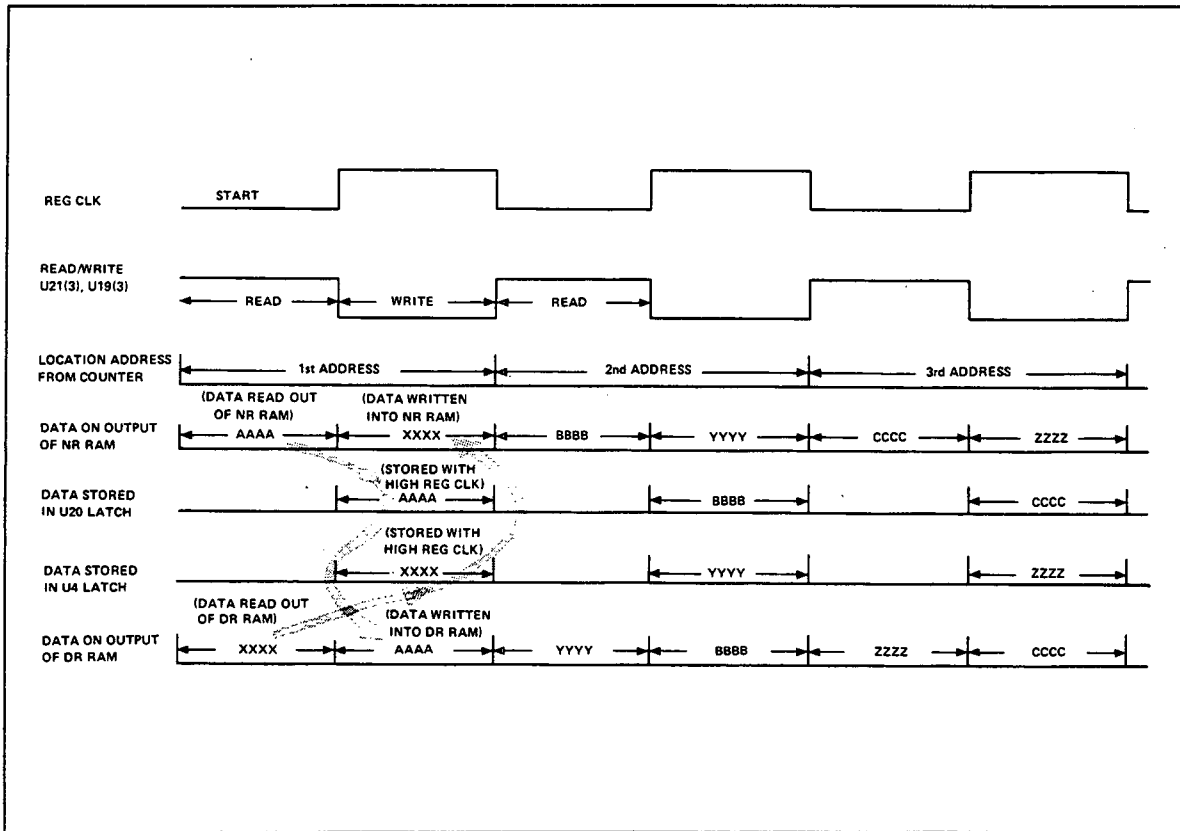 REG CLK
START
READ/WRITE
U21(3), U19(3)
READ
WRITE
READ
LOCATION ADDRESS
FROM COUNTER
1st ADDRESS
2nd ADDRESS
3rd ADDRESS
(DATA READ OUT
OF NR RAM)
(DATA WRITTEN
INTO NR RAM)
DATA ON OUTPUT
OF NR RAM
AAAA
XXXX
BBBB
YYYY
CCCC
ZZZZ
(STORED WITH
HIGH REG CLK)
DATA STORED
IN U20 LATCH
AAAA
BBBB
CCCC
(STORED WITH
HIGH REG CLK)
DATA STORED
IN U4 LATCH
XXXX
YYYY
ZZZZ
(DATA READ OUT
OF DR RAM)
(DATA WRITTEN
INTO DR RAM)
DATA ON OUTPUT
OF DR RAM
XXXX
AAAA
YYYY
BBBB
ZZZZ
CCCC